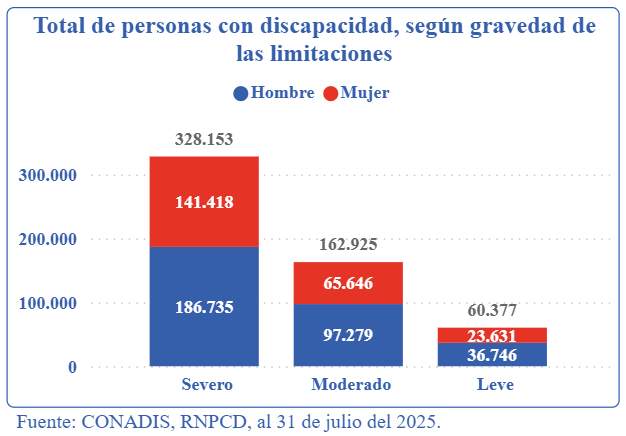 Total de personas con discapacidad, según gravedad de
las limitaciones
Hombre Mujer
328.153
300.000
141.418
200.000
162.925
65.646
186.735
100.000
60.377
97.279
23.631
36.746
0
Severo Moderado Leve
Fuente: CONADIS, RNPCD, al 31 de julio del 2025.